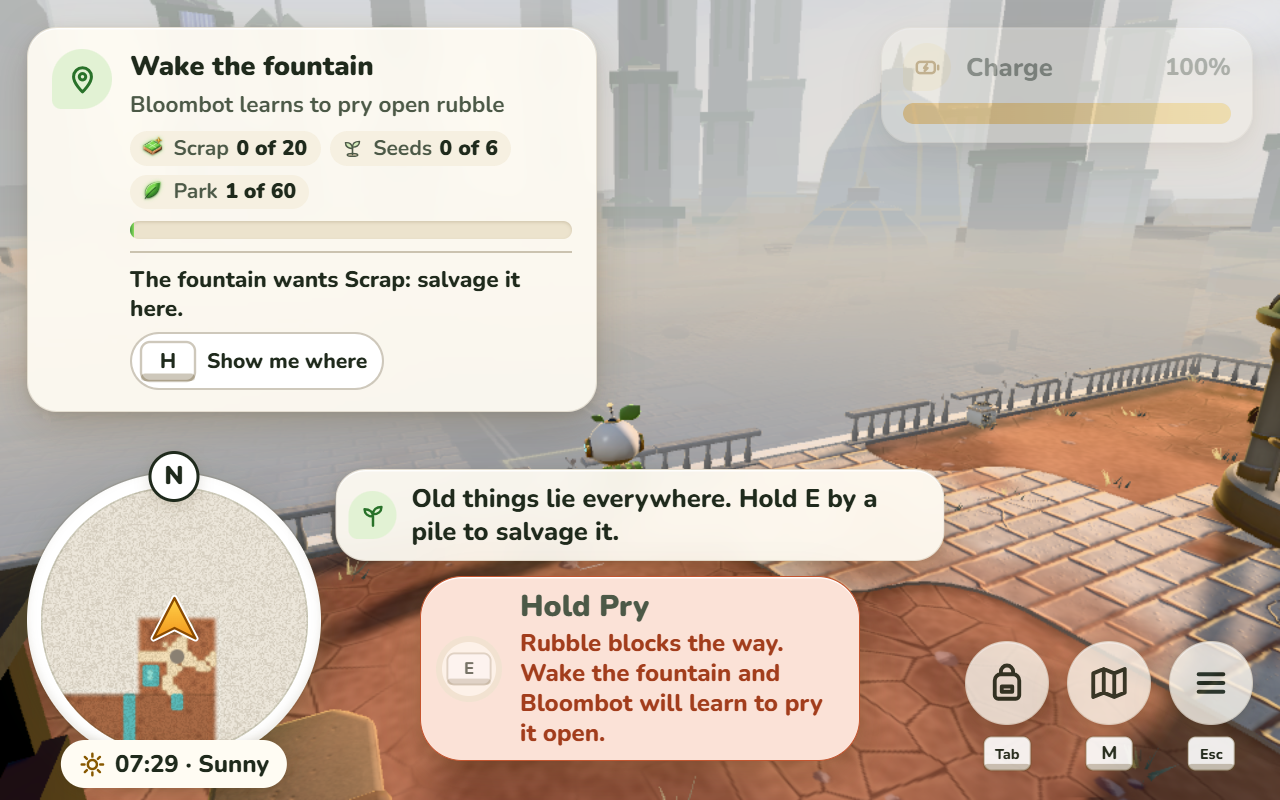 Wake the fountain
Bloombot learns to pry open rubble
Scrap 0 of 20
Seeds 0 of 6
Park 1 of 60
The fountain wants Scrap: salvage it
here.
H Show me where
Charge 100%
N
Old things lie everywhere. Hold E by a
pile to salvage it.
Hold Pry
E
Rubble blocks the way.
Wake the fountain and
Bloombot will learn to pry
it open.
07:29 · Sunny
Tab
M
Esc